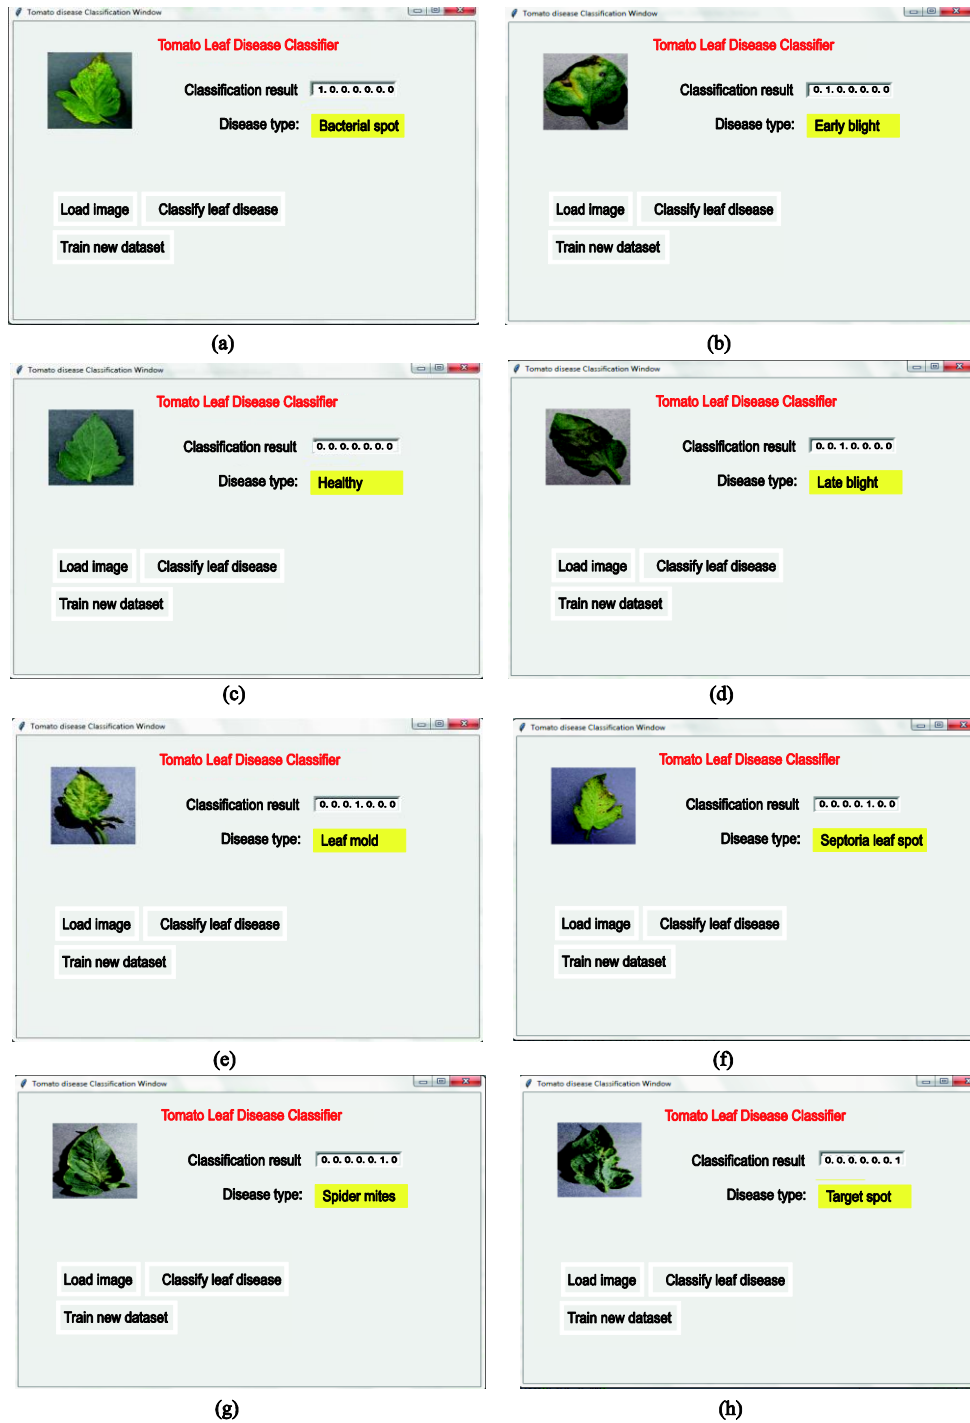 Tomato disease Classification Window
Tomato Leaf Disease Classifier
Classification result 1. 0. 0. 0. 0. 0. 0
Disease type: Bacterial spot
Load image Classify leaf disease
Train new dataset
(a)
Tomato disease Classification Window
Tomato Leaf Disease Classifier
Classification result 0. 1. 0. 0. 0. 0. 0
Disease type: Early blight
Load image Classify leaf disease
Train new dataset
(b)
Tomato disease Classification Window
Tomato Leaf Disease Classifier
Classification result 0. 0. 0. 0. 0. 0. 0
Disease type: Healthy
Load image Classify leaf disease
Train new dataset
(c)
Tomato disease Classification Window
Tomato Leaf Disease Classifier
Classification result 0. 0. 1. 0. 0. 0. 0
Disease type: Late blight
Load image Classify leaf disease
Train new dataset
(d)
Tomato disease Classification Window
Tomato Leaf Disease Classifier
Classification result 0. 0. 0. 1. 0. 0. 0
Disease type: Leaf mold
Load image Classify leaf disease
Train new dataset
(e)
Tomato disease Classification Window
Tomato Leaf Disease Classifier
Classification result 0. 0. 0. 0. 1. 0. 0
Disease type: Septoria leaf spot
Load image Classify leaf disease
Train new dataset
(f)
Tomato disease Classification Window
Tomato Leaf Disease Classifier
Classification result 0. 0. 0. 0. 0. 1. 0
Disease type: Spider mites
Load image Classify leaf disease
Train new dataset
(g)
Tomato disease Classification Window
Tomato Leaf Disease Classifier
Classification result 0. 0. 0. 0. 0. 0. 1
Disease type: Target spot
Load image Classify leaf disease
Train new dataset
(h)